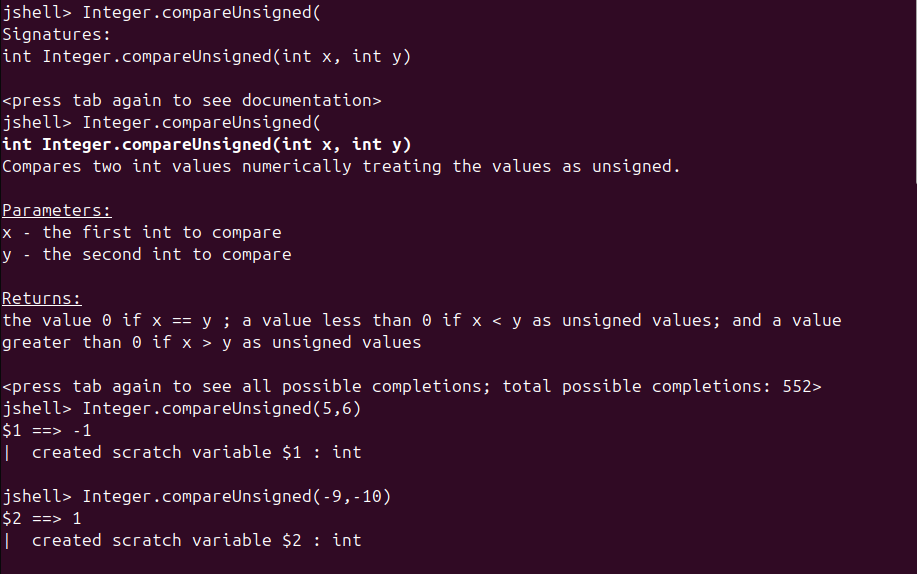 jshell> Integer.compareUnsigned(
Signatures:
int Integer.compareUnsigned(int x, int y)
<press tab again to see documentation>
jshell> Integer.compareUnsigned(
int Integer.compareUnsigned(int x, int y)
Compares two int values numerically treating the values as unsigned.
Parameters:
x - the first int to compare
y - the second int to compare
Returns:
the value 0 if x == y ; a value less than 0 if x < y as unsigned values; and a value
greater than 0 if x > y as unsigned values
<press tab again to see all possible completions; total possible completions: 552>
jshell> Integer.compareUnsigned(5,6)
$1 ==> -1
|  created scratch variable $1 : int
jshell> Integer.compareUnsigned(-9,-10)
$2 ==> 1
|  created scratch variable $2 : int